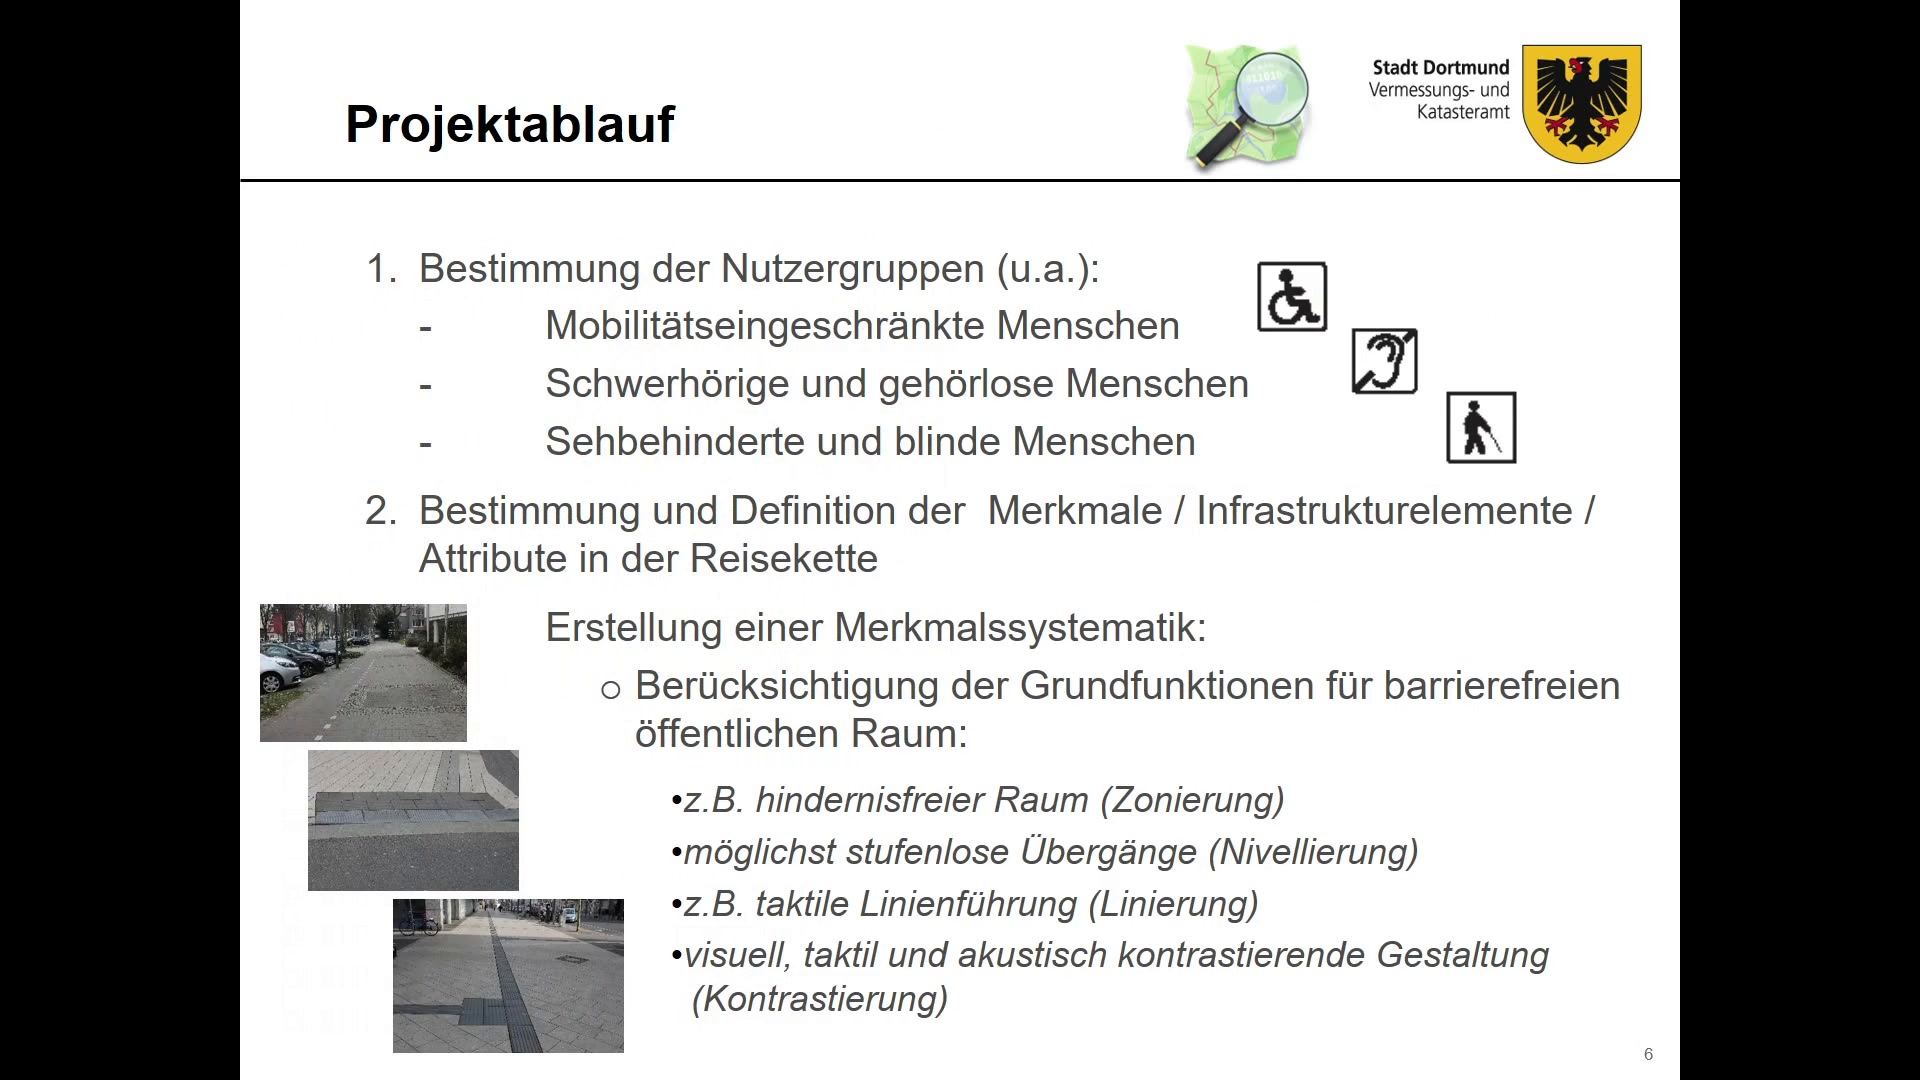 Stadt Dortmund
Vermessungs- und
Katasteramt
Projektablauf
1. Bestimmung der Nutzergruppen (u.a.):
- Mobilitätseingeschränkte Menschen
- Schwerhörige und gehörlose Menschen
- Sehbehinderte und blinde Menschen
2. Bestimmung und Definition der Merkmale / Infrastrukturelemente /
Attribute in der Reisekette
Erstellung einer Merkmalssystematik:
o Berücksichtigung der Grundfunktionen für barrierefreien
öffentlichen Raum:
•z.B. hindernisfreier Raum (Zonierung)
•möglichst stufenlose Übergänge (Nivellierung)
•z.B. taktile Linienführung (Linierung)
•visuell, taktil und akustisch kontrastierende Gestaltung
(Kontrastierung)
6